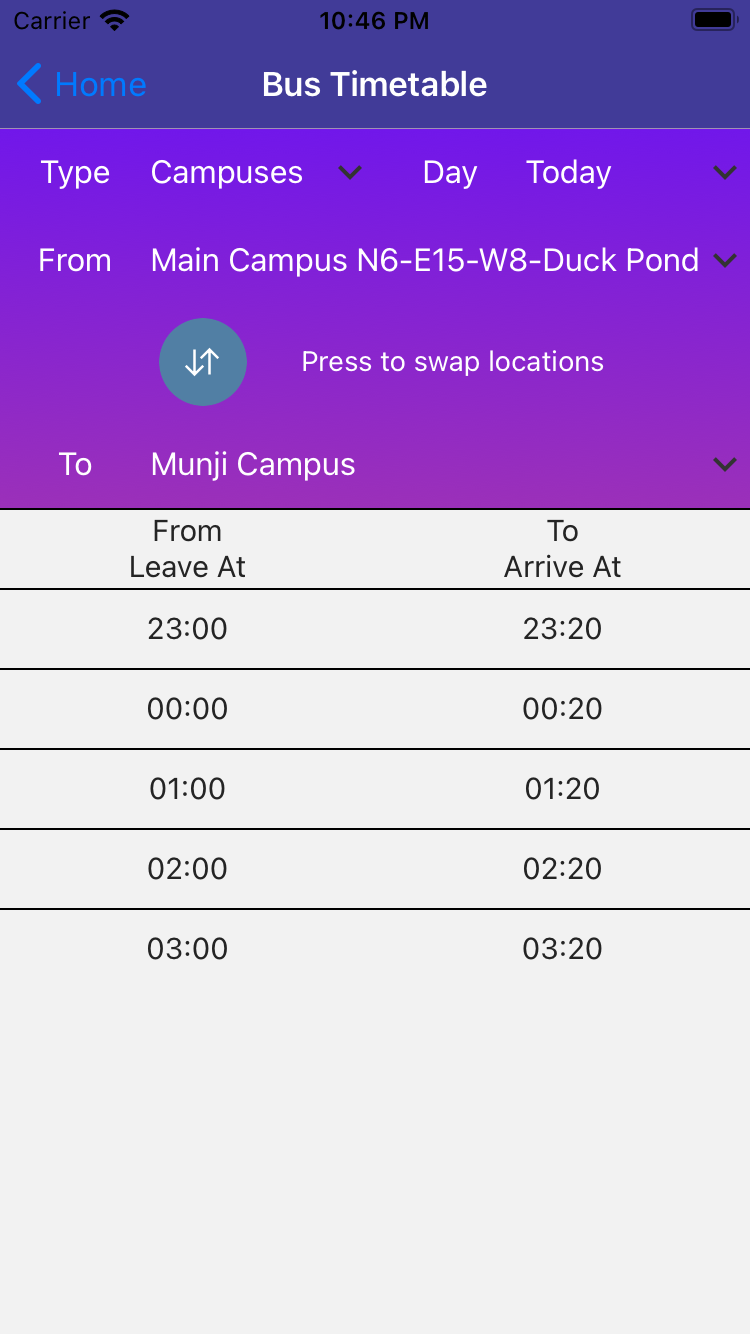 Carrier 10:46 PM
Home Bus Timetable
Type Campuses Day Today
From Main Campus N6-E15-W8-Duck Pond
Press to swap locations
To Munji Campus
From To
Leave At Arrive At
23:00 23:20
00:00 00:20
01:00 01:20
02:00 02:20
03:00 03:20